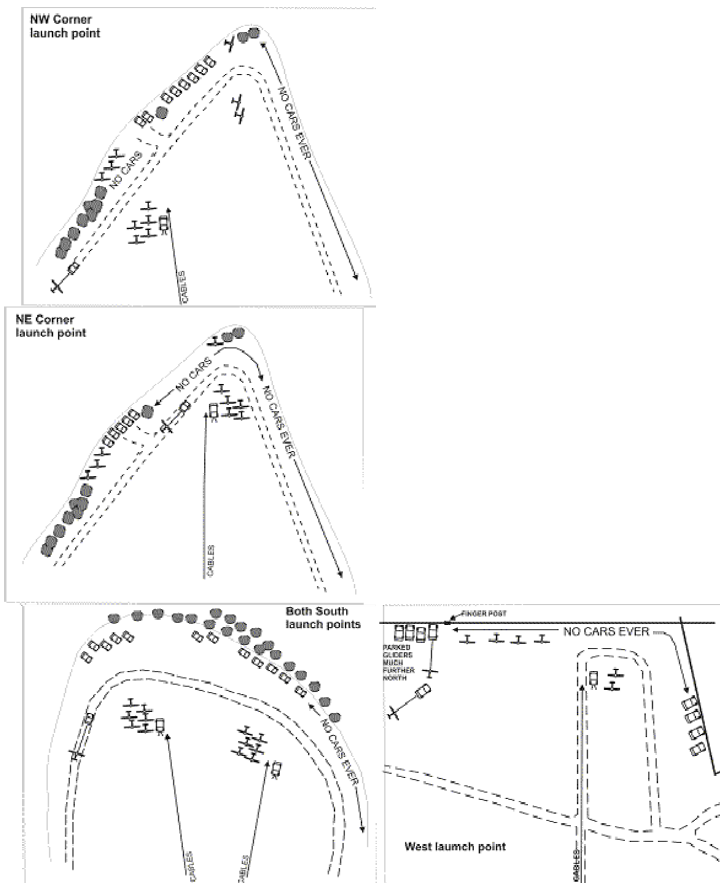 NW Corner
launch point
NO CARS EVER
NO CARS
CABLES
NE Corner
launch point
NO CARS
NO CARS EVER
CABLES
Both South
launch points
NO CARS EVER
CABLES
CABLES
FINGER POST
NO CARS EVER
PARKED
GLIDERS
MUCH
FURTHER
NORTH
West launch point
CABLES